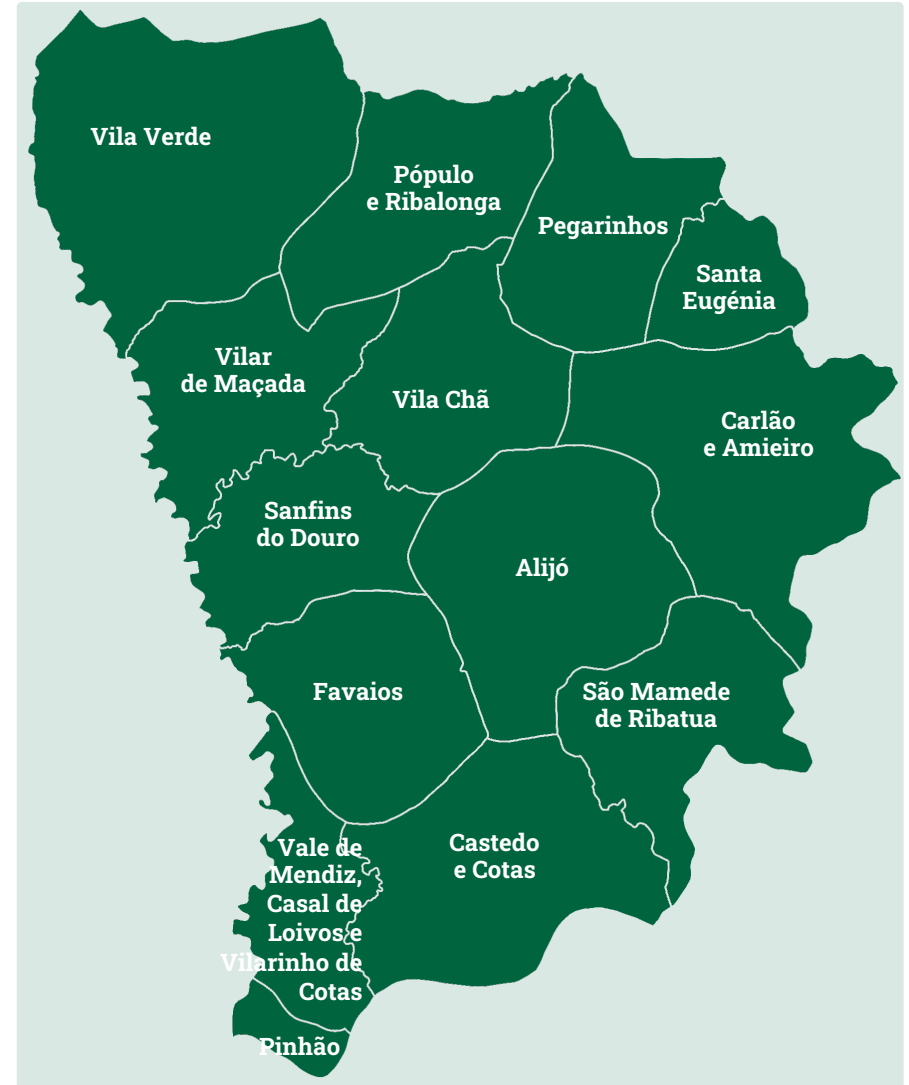 Vila Verde
Pópulo
e Ribalonga
Pegarinhos
Santa
Eugénia
Vilar
de Maçada
Vila Chã
Carlão
e Amieiro
Sanfins
do Douro
Alijó
Favaios
São Mamede
de Ribatua
Castedo
e Cotas
Vale de
Mendiz,
Casal de
Loivos e
Vilarinho de
Cotas
Pinhão